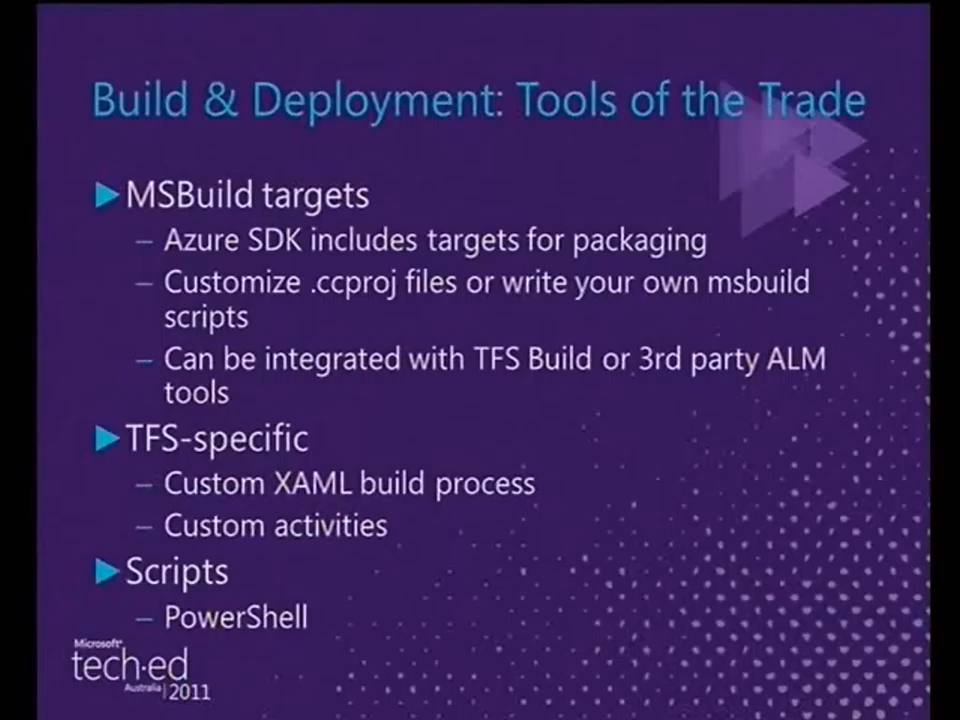 Build & Deployment: Tools of the Trade
MSBuild targets
– Azure SDK includes targets for packaging
– Customize .ccproj files or write your own msbuild
scripts
– Can be integrated with TFS Build or 3rd party ALM
tools
TFS-specific
– Custom XAML build process
– Custom activities
Scripts
– PowerShell
Microsoft®
tech·ed
Australia | 2011